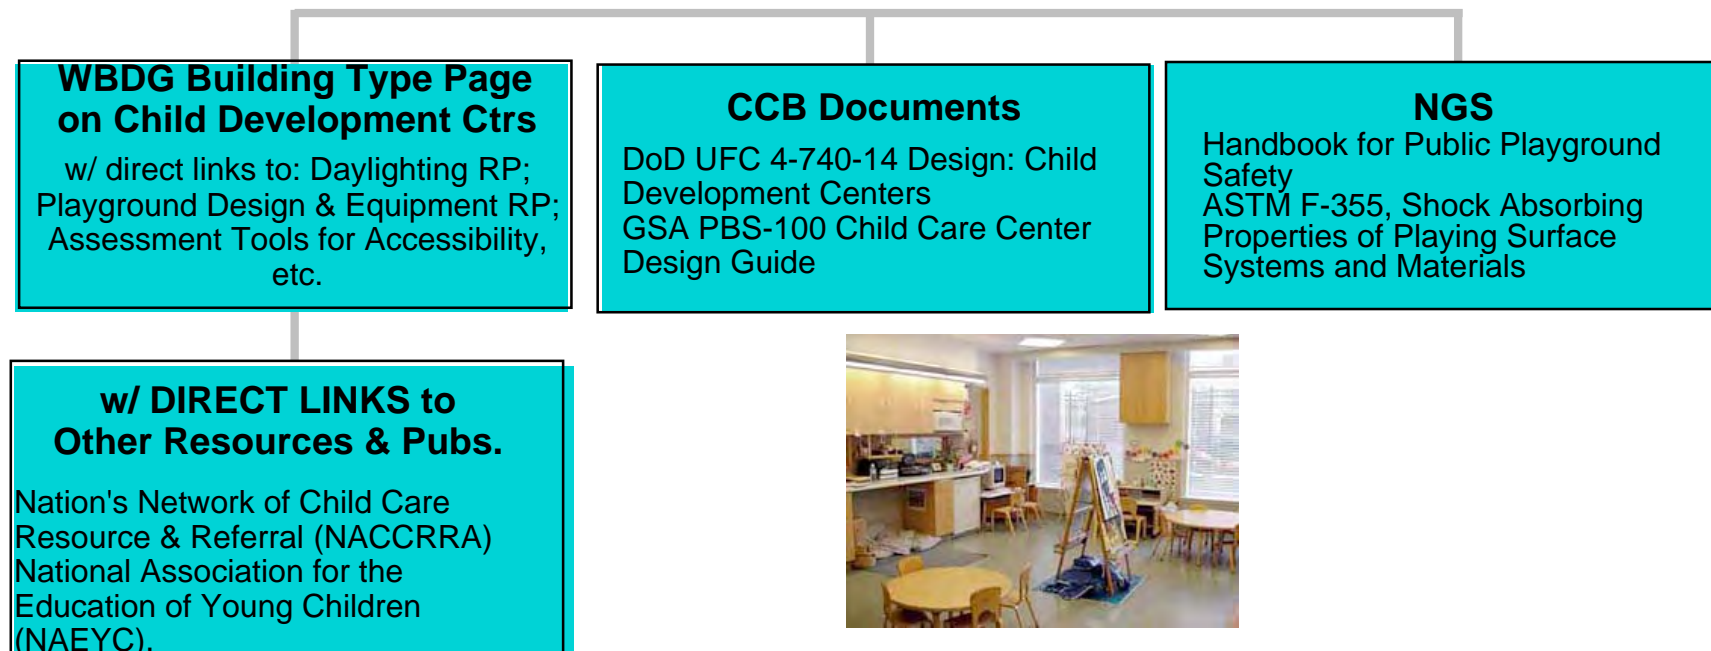 WBDG Building Type Page
on Child Development Ctrs
w/ direct links to: Daylighting RP;
Playground Design & Equipment RP;
Assessment Tools for Accessibility,
etc.
CCB Documents
DoD UFC 4-740-14 Design: Child
Development Centers
GSA PBS-100 Child Care Center
Design Guide
NGS
Handbook for Public Playground
Safety
ASTM F-355, Shock Absorbing
Properties of Playing Surface
Systems and Materials
w/ DIRECT LINKS to
Other Resources & Pubs.
Nation's Network of Child Care
Resource & Referral (NACCRRA)
National Association for the
Education of Young Children
(NAEYC).